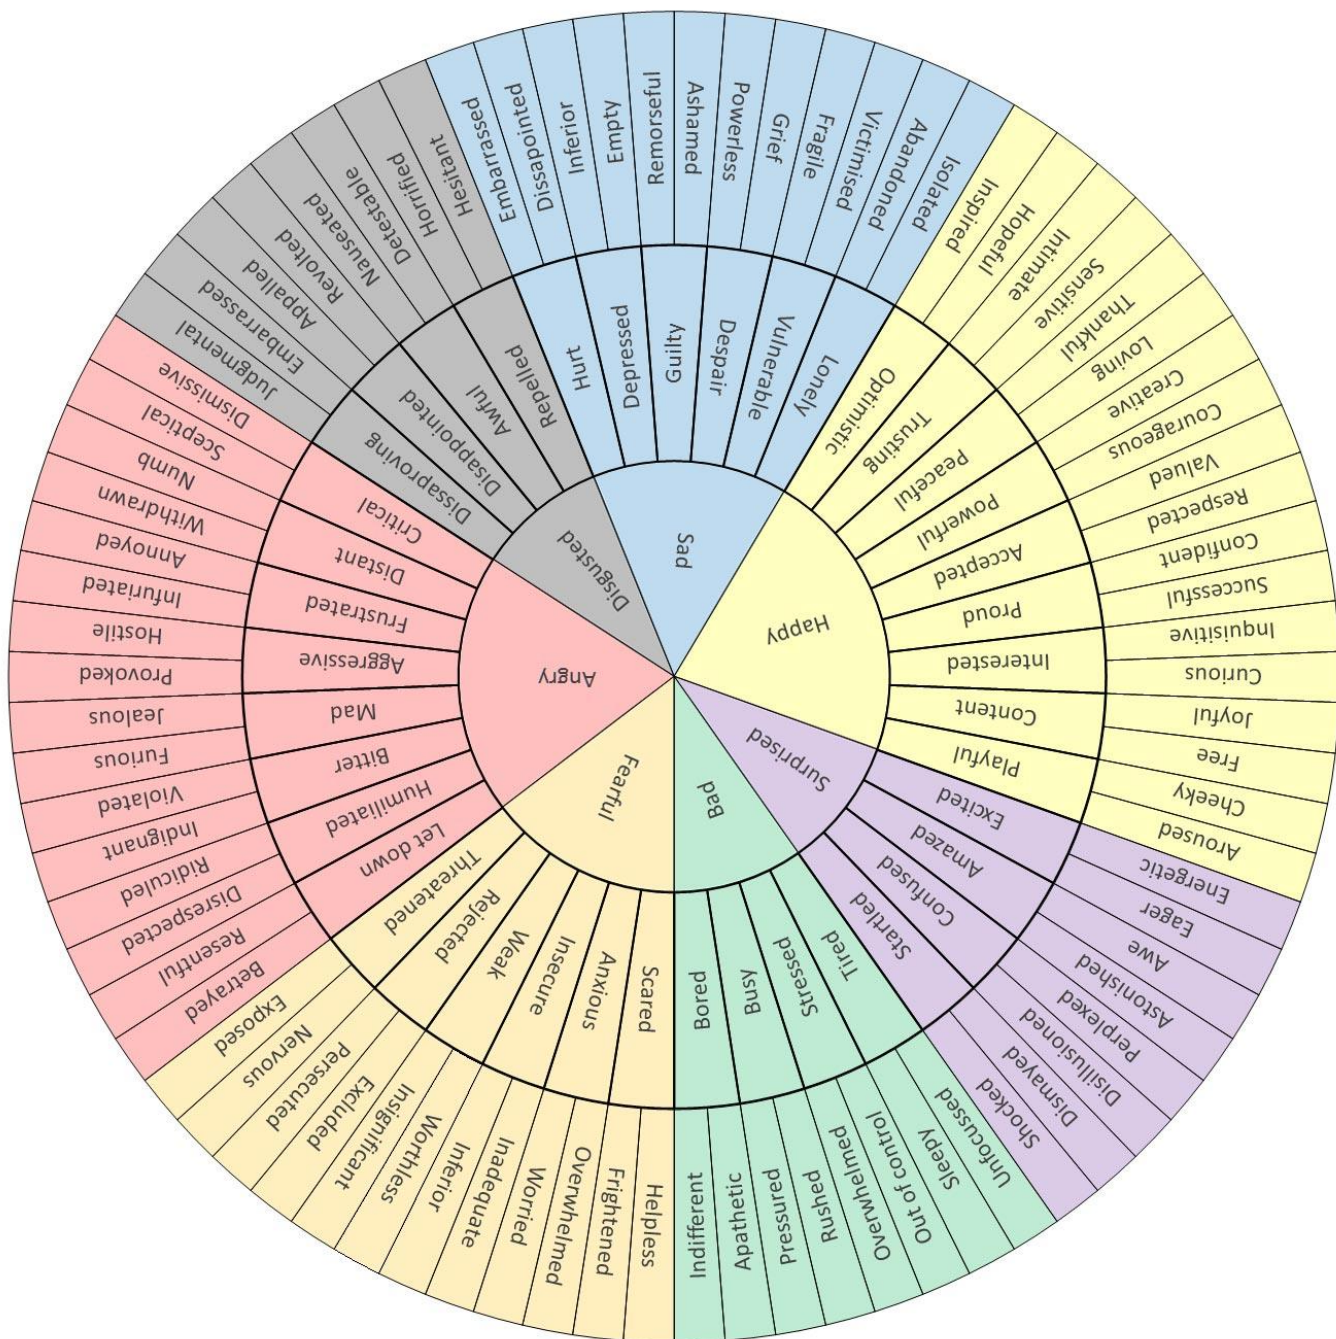 Sad
Happy
Surprised
Bad
Fearful
Angry
Disgusted
Hurt
Depressed
Guilty
Despair
Vulnerable
Lonely
Optimistic
Trusting
Peaceful
Powerful
Accepted
Proud
Interested
Content
Playful
Excited
Amazed
Confused
Startled
Tired
Stressed
Busy
Bored
Scared
Anxious
Insecure
Weak
Rejected
Threatened
Let down
Humiliated
Bitter
Mad
Aggressive
Frustrated
Distant
Critical
Dissaproving
Disappointed
Awful
Repelled
Embarrassed
Dissapointed
Inferior
Empty
Remorseful
Ashamed
Powerless
Grief
Fragile
Victimised
Abandoned
Isolated
Inspired
Hopeful
Intimate
Sensitive
Thankful
Loving
Creative
Courageous
Valued
Respected
Confident
Successful
Inquisitive
Curious
Joyful
Free
Cheeky
Aroused
Energetic
Eager
Awe
Astonished
Perplexed
Disillusioned
Dismayed
Shocked
Unfocussed
Sleepy
Out of control
Overwhelmed
Rushed
Pressured
Apathetic
Indifferent
Helpless
Frightened
Overwhelmed
Worried
Inadequate
Inferior
Worthless
Insignificant
Excluded
Persecuted
Nervous
Exposed
Betrayed
Resentful
Disrespected
Ridiculed
Indignant
Violated
Furious
Jealous
Provoked
Hostile
Infuriated
Annoyed
Withdrawn
Numb
Sceptical
Dismissive
Judgmental
Embarrassed
Appalled
Revolted
Nauseated
Detestable
Horrified
Hesitant